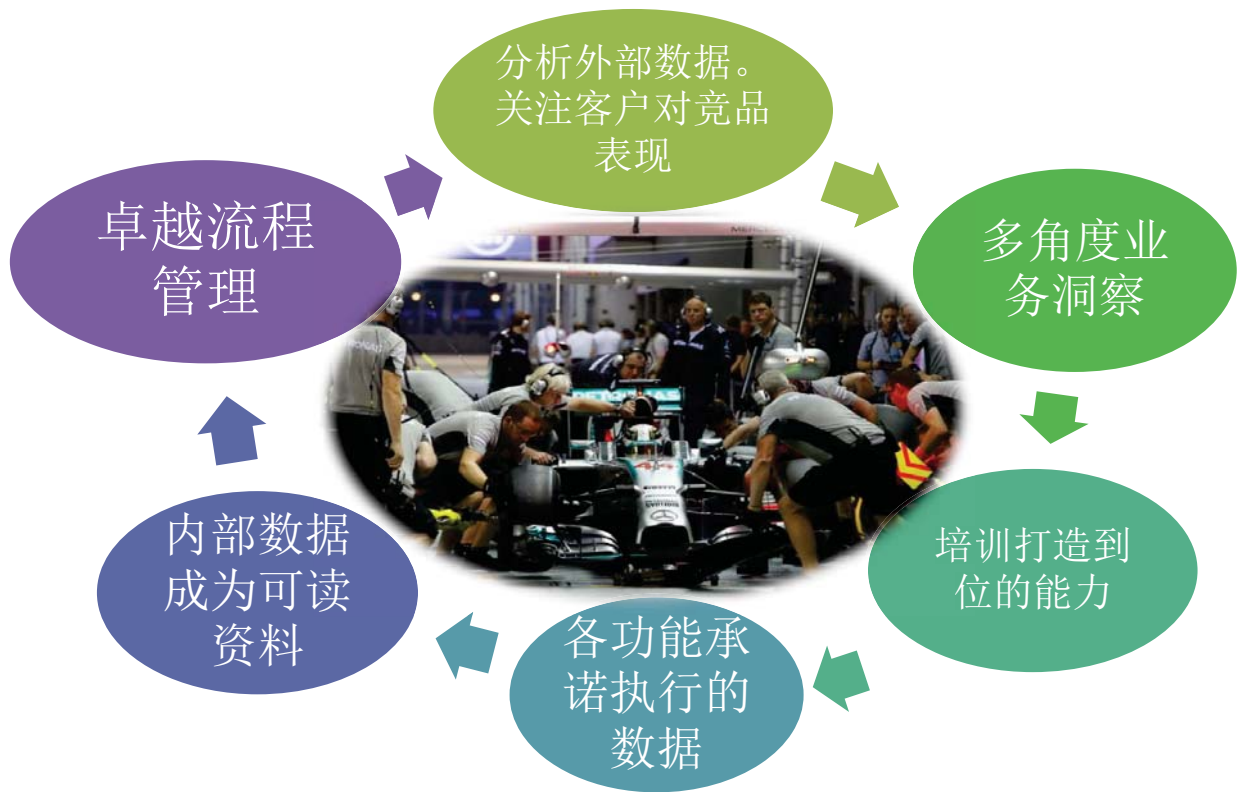 分析外部数据。
关注客户对竞品
表现
多角度业
务洞察
培训打造到
位的能力
各功能承
诺执行的
数据
内部数据
成为可读
资料
卓越流程
管理
PETRONAS
44